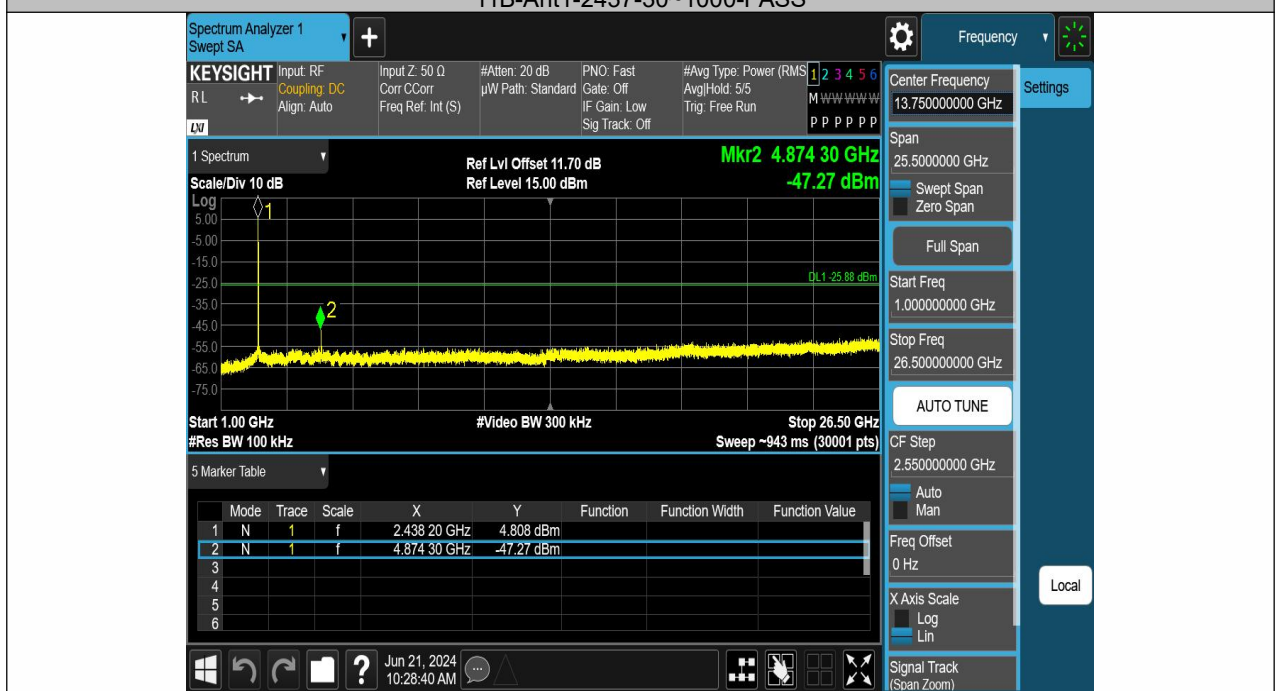 11B-Ant1-2437-30~1000-PASS
Spectrum Analyzer 1
Swept SA
+
Frequency
KEYSIGHT
RL
LXI
Input: RF
Coupling: DC
Align: Auto
Input Z: 50 Ω
Corr CCorr
Freq Ref: Int (S)
#Atten: 20 dB
µW Path: Standard
PNO: Fast
Gate: Off
IF Gain: Low
Sig Track: Off
#Avg Type: Power (RMS
Avg|Hold: 5/5
Trig: Free Run
1 2 3 4 5 6
M W W W W W
P P P P P P
1 Spectrum
Scale/Div 10 dB
Ref Lvl Offset 11.70 dB
Ref Level 15.00 dBm
Mkr2 4.874 30 GHz
-47.27 dBm
Log
5.00
-5.00
-15.0
-25.0
-35.0
-45.0
-55.0
-65.0
-75.0
1
2
DL1 -25.88 dBm
Start 1.00 GHz
#Res BW 100 kHz
#Video BW 300 kHz
Stop 26.50 GHz
Sweep ~943 ms (30001 pts)
5 Marker Table
Mode Trace Scale X Y Function Function Width Function Value
1 N 1 f 2.438 20 GHz 4.808 dBm
2 N 1 f 4.874 30 GHz -47.27 dBm
3
4
5
6
?
Jun 21, 2024
10:28:40 AM
Center Frequency
13.750000000 GHz
Settings
Span
25.5000000 GHz
Swept Span
Zero Span
Full Span
Start Freq
1.000000000 GHz
Stop Freq
26.500000000 GHz
AUTO TUNE
CF Step
2.550000000 GHz
Auto
Man
Freq Offset
0 Hz
X Axis Scale
Log
Lin
Local
Signal Track
(Span Zoom)